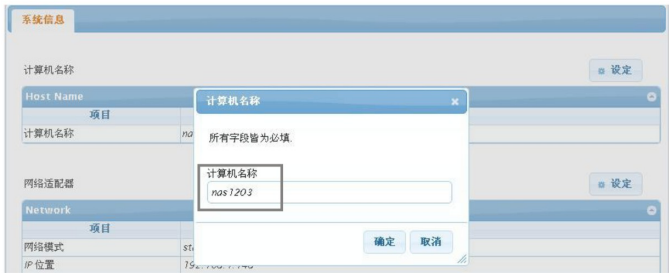 系统信息
计算机名称
设定
Host Name
项目
计算机名称
na
计算机名称
所有字段皆为必填.
计算机名称
nas1203
确定 取消
网络适配器
设定
Network
项目
网络模式
IP 位置